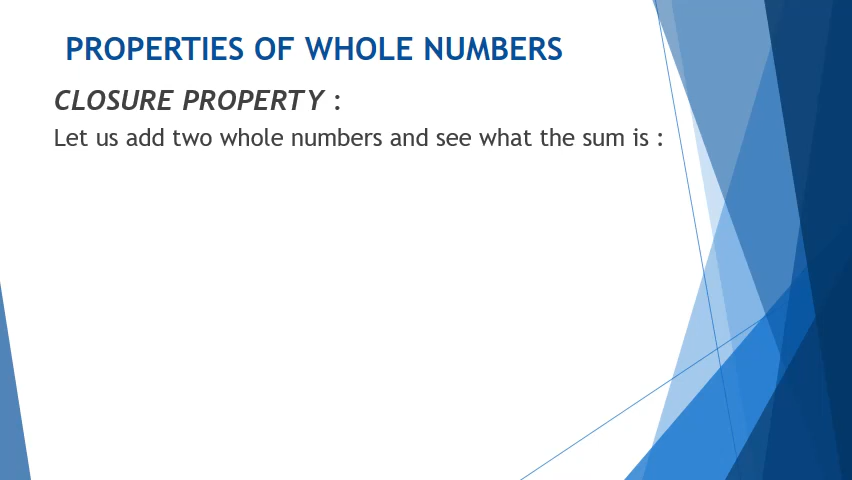 PROPERTIES OF WHOLE NUMBERS
CLOSURE PROPERTY :
Let us add two whole numbers and see what the sum is :